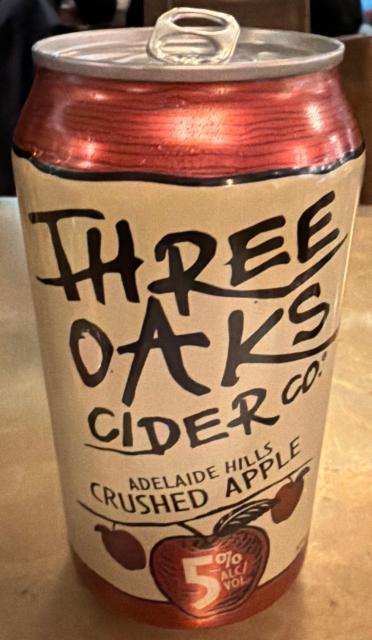 THREE
OAKS
CIDER CO.
ADELAIDE HILLS
CRUSHED APPLE
5%
ALC/
VOL.